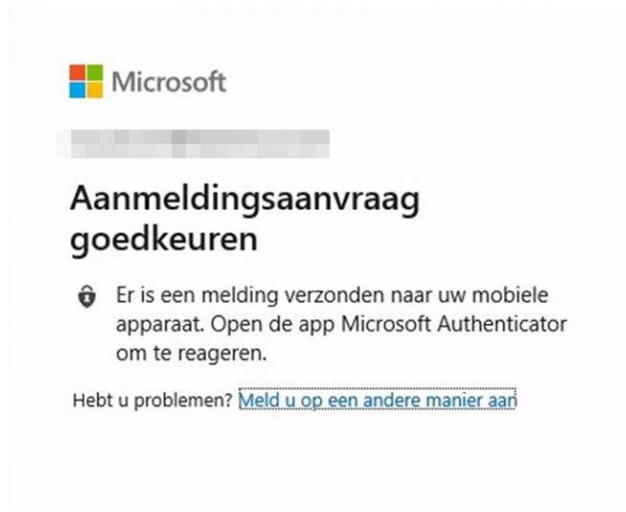 Microsoft
Aanmeldingsaanvraag
goedkeuren
Er is een melding verzonden naar uw mobiele
apparaat. Open de app Microsoft Authenticator
om te reageren.
Hebt u problemen? Meld u op een andere manier aan